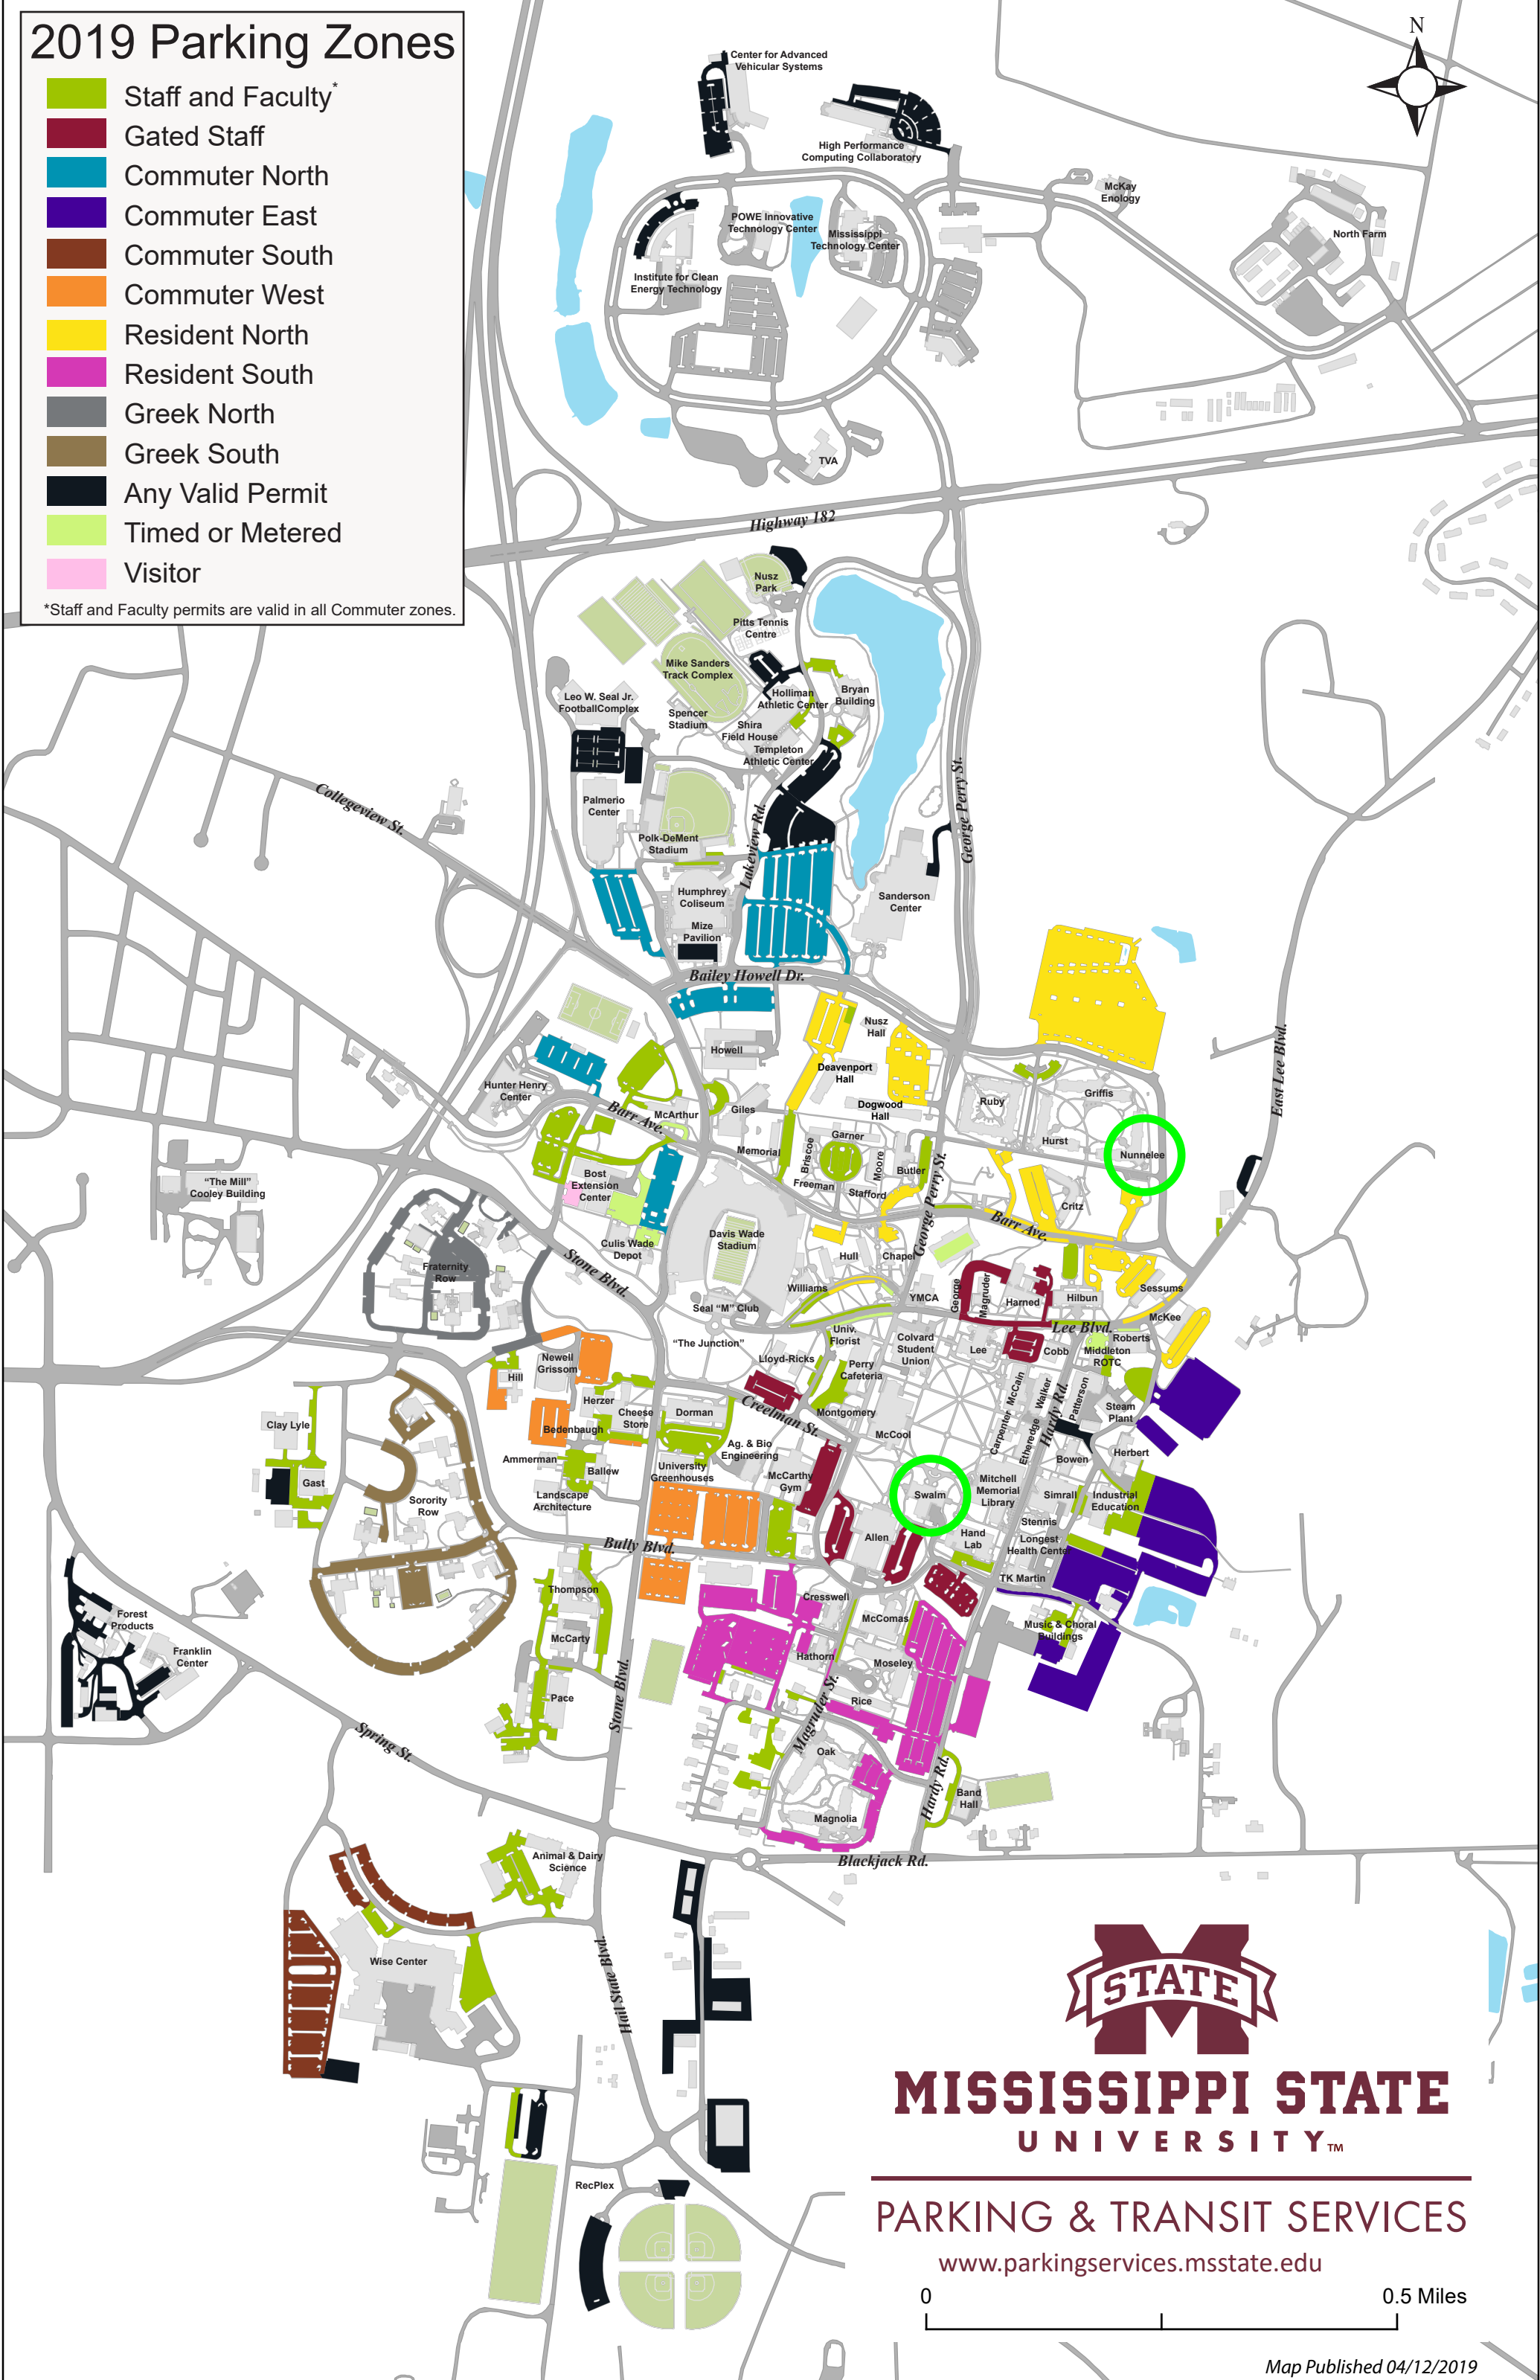 2019 Parking Zones
Staff and Faculty*
Gated Staff
Commuter North
Commuter East
Commuter South
Commuter West
Resident North
Resident South
Greek North
Greek South
Any Valid Permit
Timed or Metered
Visitor
*Staff and Faculty permits are valid in all Commuter zones.
N
Center for Advanced
Vehicular Systems
High Performance
Computing Collaboratory
McKay
Enology
North Farm
POWE Innovative
Technology Center
Mississippi
Technology Center
Institute for Clean
Energy Technology
TVA
Highway 182
Nusz
Park
Pitts Tennis
Centre
Mike Sanders
Track Complex
Leo W. Seal Jr.
FootballComplex
Holliman
Athletic Center
Bryan
Building
Spencer
Stadium
Shira
Field House
Templeton
Athletic Center
George Perry St.
Collegeview St.
Palmerio
Center
Polk-DeMent
Stadium
Lakeview Rd.
Humphrey
Coliseum
Sanderson
Center
Mize
Pavilion
Bailey Howell Dr.
Nusz
Hall
Howell
Deavenport
Hall
Hunter Henry
Center
Dogwood
Hall
Ruby
Griffis
East Lee Blvd.
Barr Ave.
McArthur
Giles
Garner
Hurst
Nunnelee
Memorial
Briscoe
Moore
Butler
Freeman
Stafford
"The Mill"
Cooley Building
Bost
Extension
Center
George Perry St.
Critz
Barr Ave.
Culis Wade
Depot
Davis Wade
Stadium
Hull
Chapel
Stone Blvd.
Fraternity
Row
Williams
YMCA
George
Magruder
Harned
Hilbun
Sessums
Seal "M" Club
McKee
Lee Blvd.
Univ.
Florist
"The Junction"
Colvard
Student
Union
Lee
Cobb
Roberts
Middleton
ROTC
Lloyd-Ricks
Perry
Cafeteria
Newell
Grissom
Hill
Herzer
Cheese
Store
Dorman
Creelman St.
Montgomery
McCain
Walker
Hardy Rd.
Patterson
Steam
Plant
Clay Lyle
Bedenbaugh
Carpenter
Etheredge
McCool
Ag. & Bio
Engineering
Herbert
Bowen
Ammerman
Ballew
University
Greenhouses
McCarthy
Gym
Gast
Landscape
Architecture
Sorority
Row
Swalm
Mitchell
Memorial
Library
Simrall
Industrial
Education
Stennis
Allen
Hand
Lab
Longest
Health Cente
Bully Blvd.
TK Martin
Thompson
Cresswell
McComas
Music & Choral
Buildings
Forest
Products
McCarty
Franklin
Center
Hathorn
Moseley
Pace
Stone Blvd.
Rice
Magruder St.
Spring St.
Oak
Hardy Rd.
Band
Hall
Magnolia
Blackjack Rd.
Animal & Dairy
Science
Wise Center
Hail State Blvd.
RecPlex
STATE
MISSISSIPPI STATE
UNIVERSITY™
PARKING & TRANSIT SERVICES
www.parkingservices.msstate.edu
0 0.5 Miles
Map Published 04/12/2019